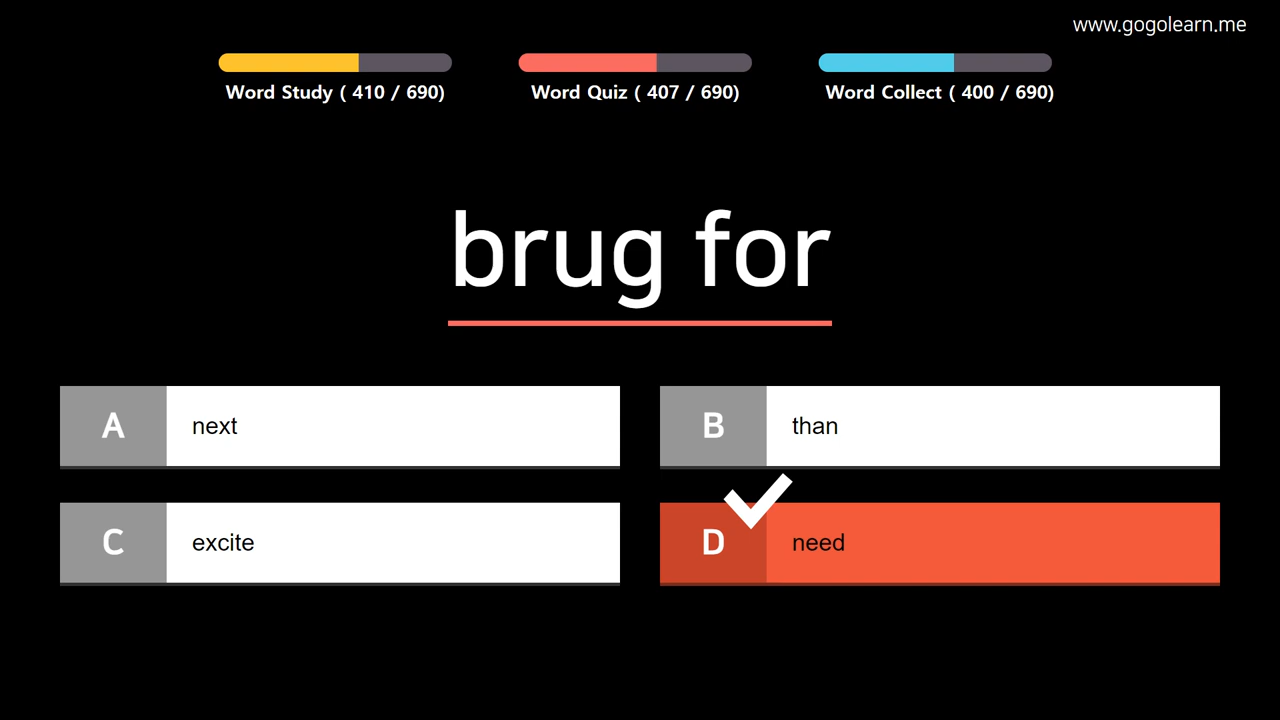 www.gogolearn.me
Word Study ( 410 / 690)
Word Quiz ( 407 / 690)
Word Collect ( 400 / 690)
brug for
A
next
B
than
C
excite
D
need